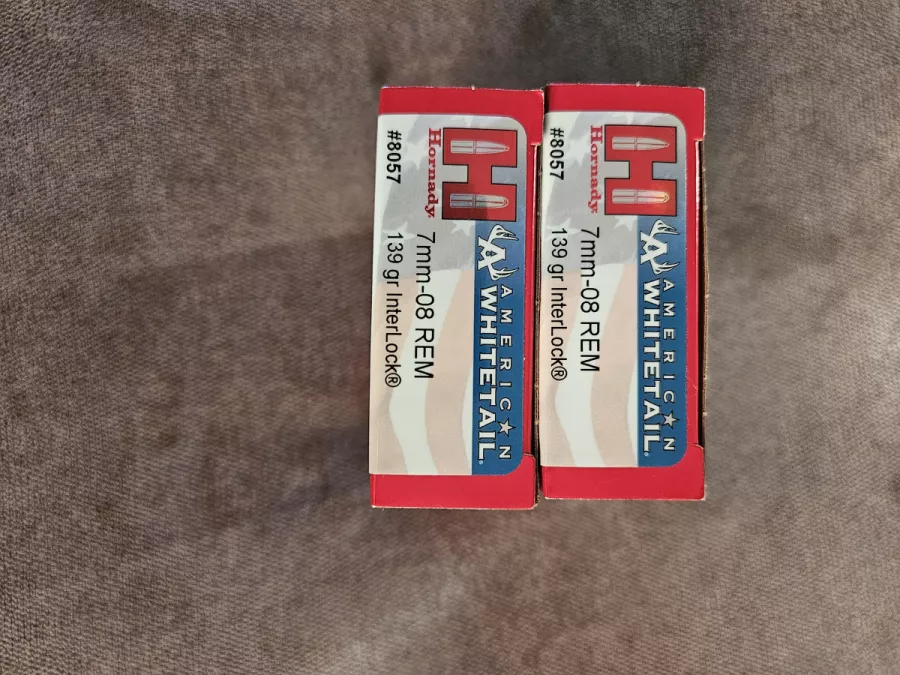 AMERICAN
WHITETAIL®
Hornady
7mm-08 REM
#8057
139 gr InterLock®
AMERICAN
WHITETAIL®
Hornady
7mm-08 REM
#8057
139 gr InterLock®